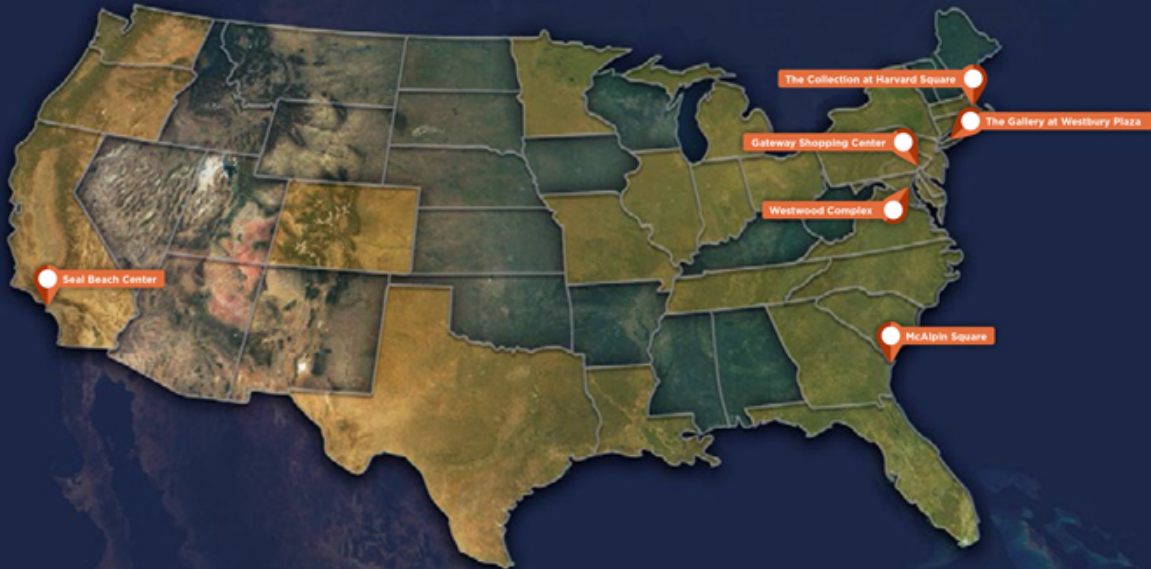 The Collection at Harvard Square
The Gallery at Westbury Plaza
Gateway Shopping Center
Westwood Complex
Seal Beach Center
McAlpin Square